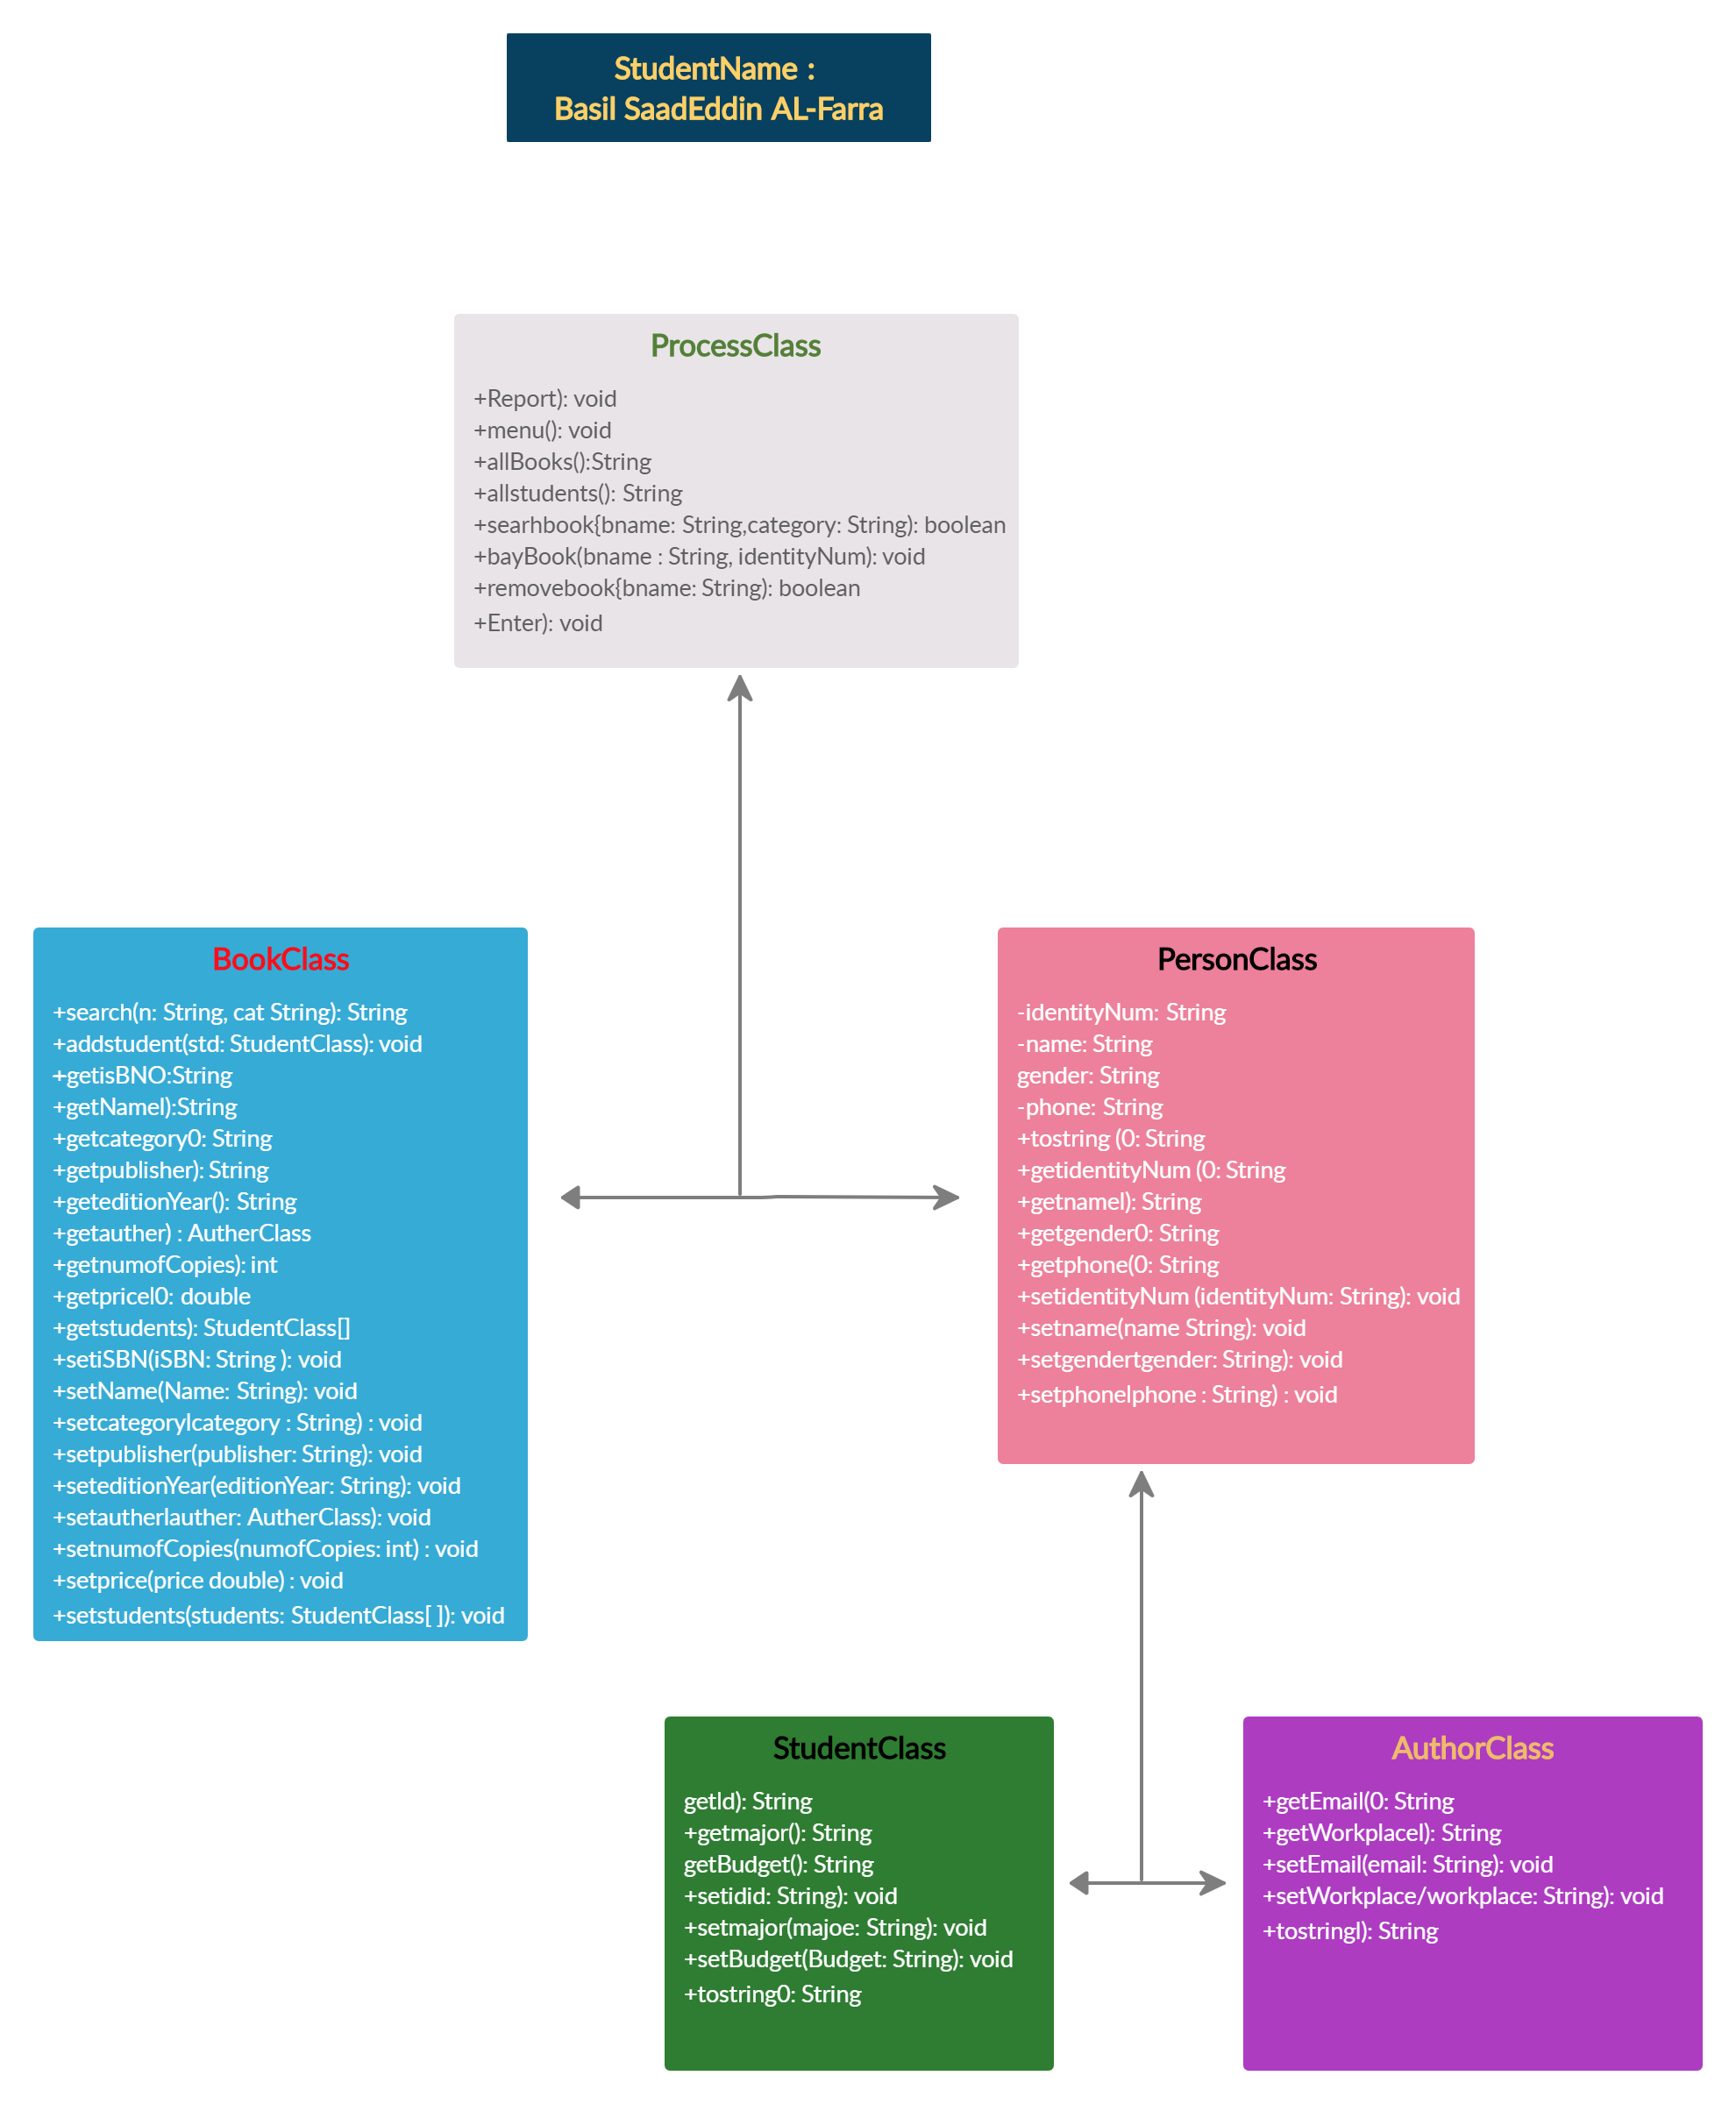 StudentName :
Basil SaadEddin AL-Farra
ProcessClass
+Report): void
+menu(): void
+allBooks():String
+allstudents(): String
+searhbook{bname: String,category: String): boolean
+bayBook(bname : String, identityNum): void
+removebook{bname: String): boolean
+Enter): void
BookClass
+search(n: String, cat String): String
+addstudent(std: StudentClass): void
+getisBNO:String
+getNamel):String
+getcategory0: String
+getpublisher): String
+geteditionYear(): String
+getauther) : AutherClass
+getnumofCopies): int
+getpricel0: double
+getstudents): StudentClass[]
+setiSBN(iSBN: String ): void
+setName(Name: String): void
+setcategorylcategory : String) : void
+setpublisher(publisher: String): void
+seteditionYear(editionYear: String): void
+setautherlauther: AutherClass): void
+setnumofCopies(numofCopies: int) : void
+setprice(price double) : void
+setstudents(students: StudentClass[ ]): void
PersonClass
-identityNum: String
-name: String
gender: String
-phone: String
+tostring (0: String
+getidentityNum (0: String
+getnamel): String
+getgender0: String
+getphone(0: String
+setidentityNum (identityNum: String): void
+setname(name String): void
+setgendertgender: String): void
+setphonelphone : String) : void
StudentClass
getld): String
+getmajor(): String
getBudget(): String
+setidid: String): void
+setmajor(majoe: String): void
+setBudget(Budget: String): void
+tostring0: String
AuthorClass
+getEmail(0: String
+getWorkplacel): String
+setEmail(email: String): void
+setWorkplace/workplace: String): void
+tostringl): String